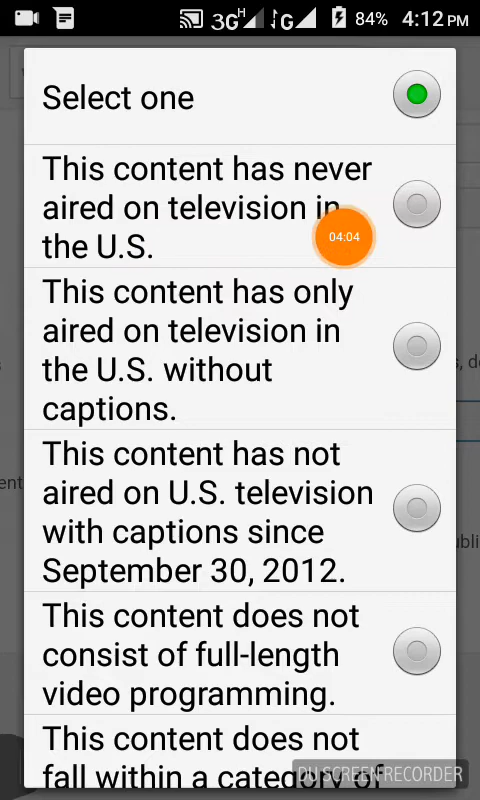 3G H G 84% 4:12 PM
Select one
This content has never
aired on television in
the U.S.
04:04
This content has only
aired on television in
the U.S. without
captions.
This content has not
aired on U.S. television
with captions since
September 30, 2012.
This content does not
consist of full-length
video programming.
This content does not
fall within a category of
DU SCREEN RECORDER